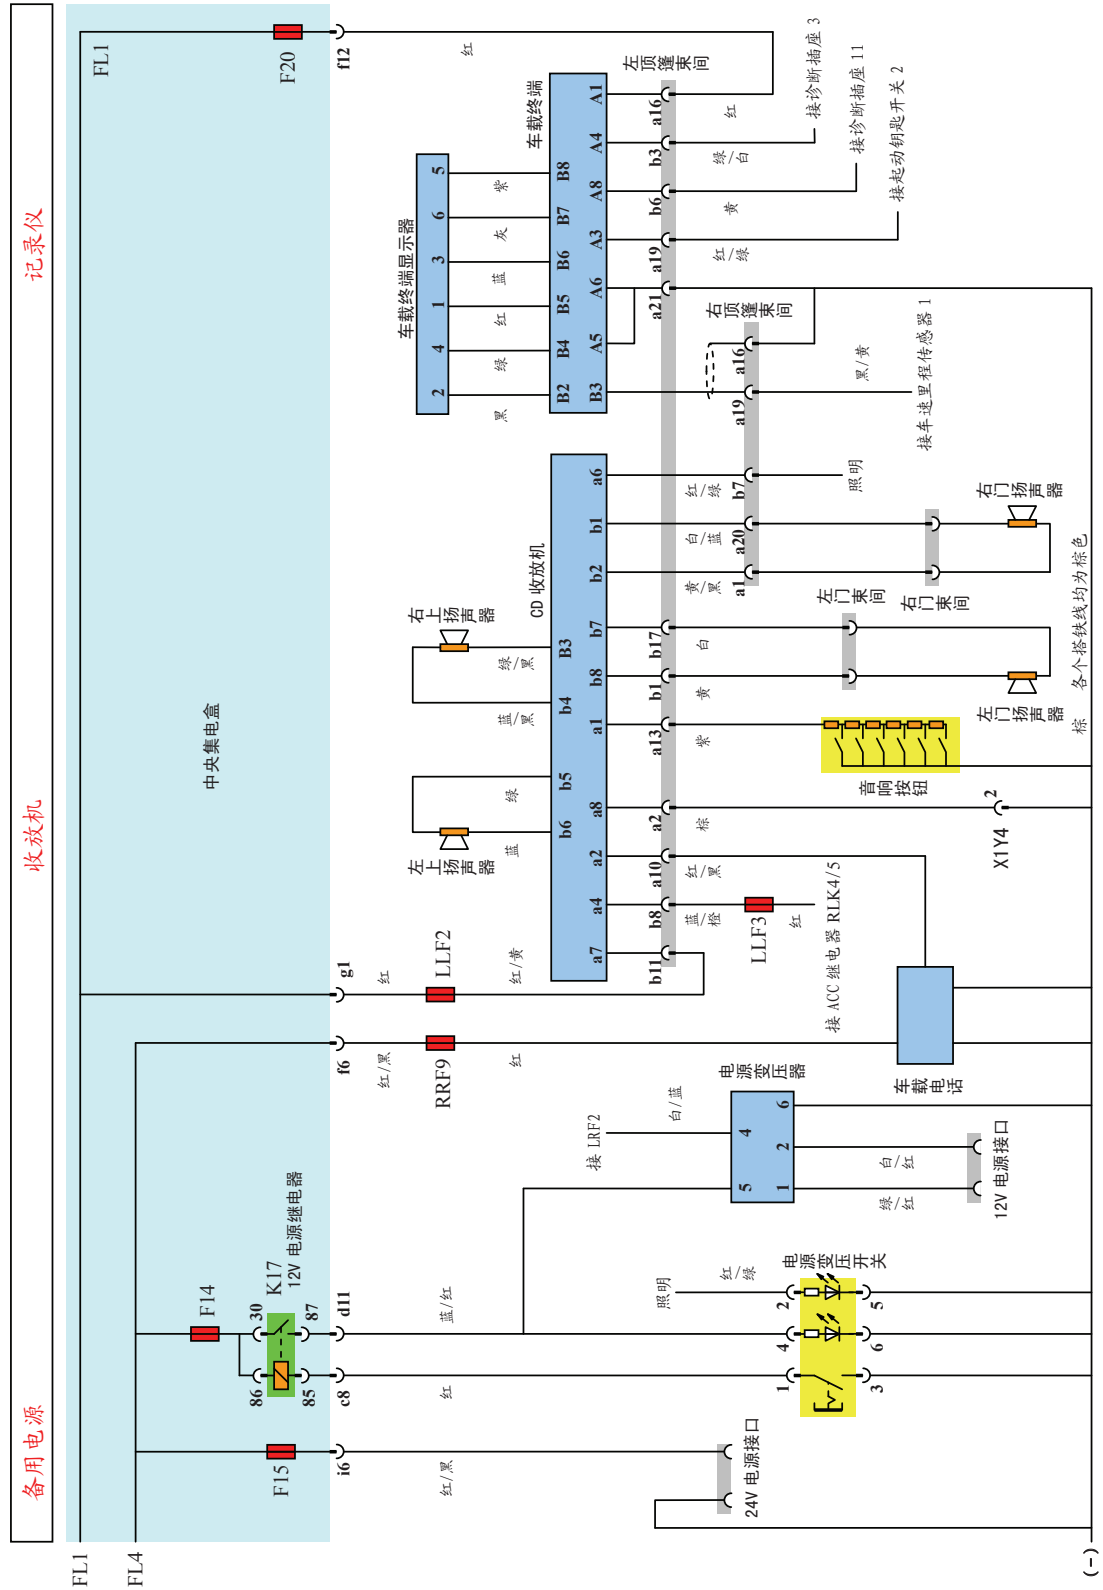 备用电源
收放机
记录仪
FL1
FL4
FL1
中央集电盒
F15
F14
F20
K17
12V 电源继电器
86
30
85
87
i6
c8
d11
f6
g1
f12
红/黑
红
蓝/红
红/黑
红
红
RRF9
LLF2
红
红/黄
左上扬声器
右上扬声器
蓝
绿
蓝/黑
绿/黑
CD 收放机
b6
b5
b4
B3
a7
a4
a2
a8
a1
b8
b7
b2
b1
a6
车载终端显示器
2
4
1
3
6
5
黑
绿
红
蓝
灰
紫
车载终端
B2
B4
B5
B6
B7
B8
B3
A5
A6
A3
A8
A4
A1
左顶篷束间
b11
b8
a10
a2
a13
b1
b17
a21
a19
b6
b3
a16
蓝/橙
红/黑
棕
紫
黄
白
黄/黑
白/蓝
红/绿
红/绿
黄
绿/白
红
右顶篷束间
a1
a20
b7
a19
a16
LLF3
红
接 ACC 继电器 RLK4/5
照明
黑/黄
接车速里程传感器 1
接起动钥匙开关 2
接诊断插座 11
接诊断插座 3
接 LRF2
白/蓝
电源变压器
5
4
1
2
6
绿/红
白/红
12V 电源接口
车载电话
24V 电源接口
照明
红/绿
电源变压开关
1
4
2
3
6
5
音响按钮
X1Y4
2
左门束间
右门束间
左门扬声器
右门扬声器
棕
各个搭铁线均为棕色
(-)